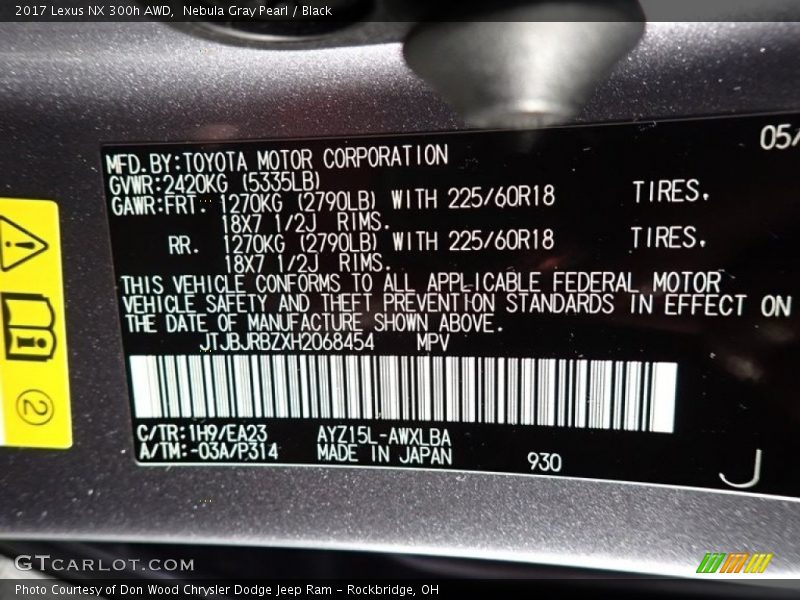 2017 Lexus NX 300h AWD, Nebula Gray Pearl / Black
05/
MFD. BY: TOYOTA MOTOR CORPORATION
GVWR: 2420KG (5335LB)
GAWR: FRT. 1270KG (2790LB) WITH 225/60R18 TIRES.
18X7 1/2J RIMS.
RR. 1270KG (2790LB) WITH 225/60R18 TIRES.
18X7 1/2J RIMS.
THIS VEHICLE CONFORMS TO ALL APPLICABLE FEDERAL MOTOR
VEHICLE SAFETY AND THEFT PREVENTION STANDARDS IN EFFECT ON
THE DATE OF MANUFACTURE SHOWN ABOVE.
JTJBJRBZXH2068454 MPV
C/TR: 1H9/EA23 AYZ15L-AWXLBA
A/TM: -03A/P314 MADE IN JAPAN 930
J
2
GTCARLOT.COM
Photo Courtesy of Don Wood Chrysler Dodge Jeep Ram - Rockbridge, OH